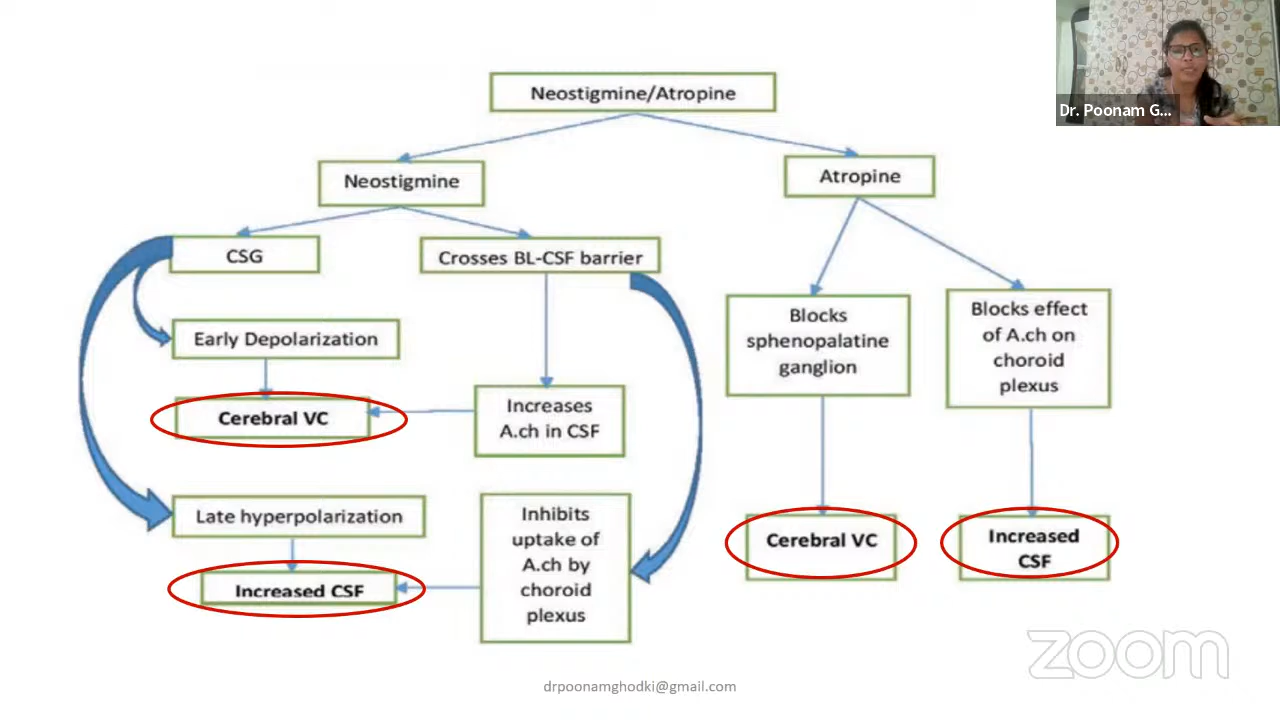 Dr. Poonam G...
Neostigmine/Atropine
Neostigmine
Atropine
CSG
Crosses BL-CSF barrier
Early Depolarization
Cerebral VC
Increases
A.ch in CSF
Late hyperpolarization
Increased CSF
Inhibits
uptake of
A.ch by
choroid
plexus
Blocks
sphenopalatine
ganglion
Blocks effect
of A.ch on
choroid
plexus
Cerebral VC
Increased
CSF
zoom
drpoonamghodki@gmail.com